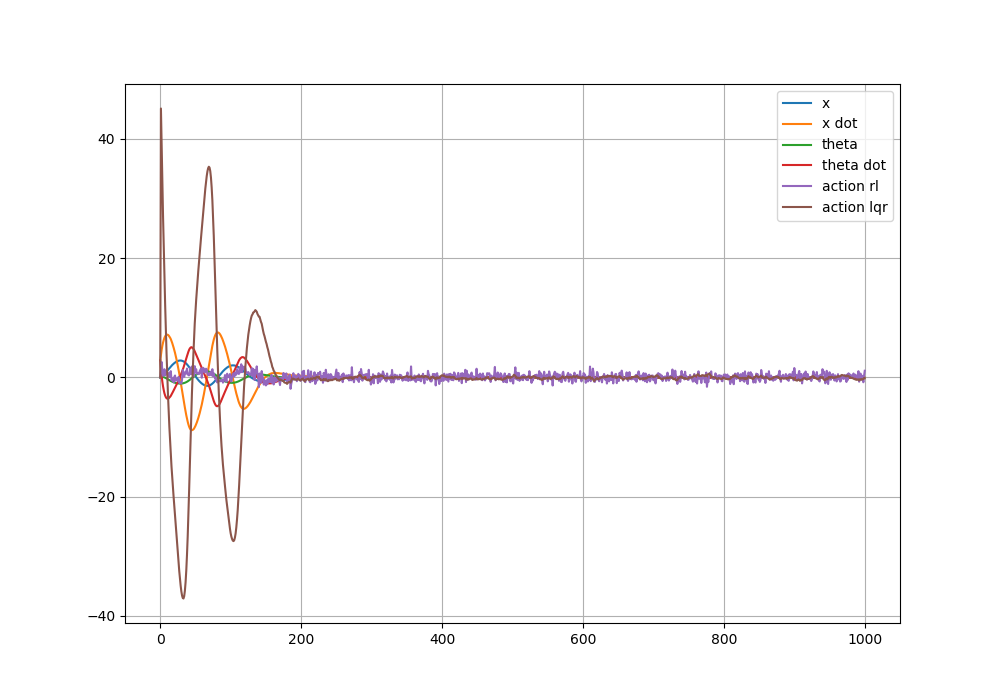 x
x dot
theta
theta dot
action rl
action lqr
40
20
0
−20
−40
0 200 400 600 800 1000